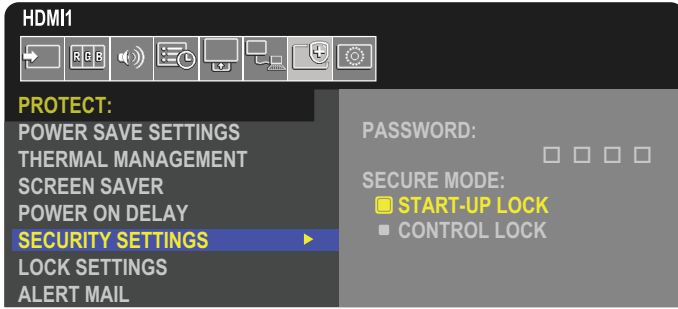 HDMI1
R G B
PROTECT:
POWER SAVE SETTINGS
THERMAL MANAGEMENT
SCREEN SAVER
POWER ON DELAY
SECURITY SETTINGS
LOCK SETTINGS
ALERT MAIL
PASSWORD:
SECURE MODE:
START-UP LOCK
CONTROL LOCK